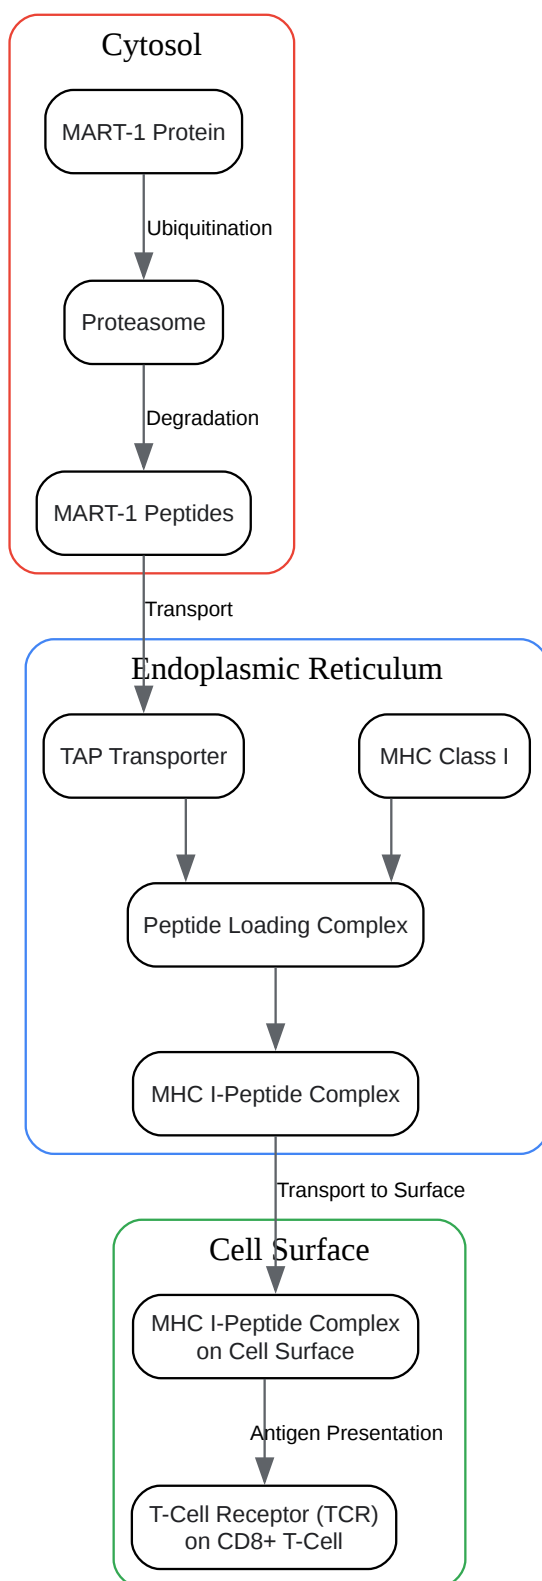 Cytosol
MART-1 Protein
Ubiquitination
Proteasome
Degradation
MART-1 Peptides
Transport
Endoplasmic Reticulum
TAP Transporter
MHC Class I
Peptide Loading Complex
MHC I-Peptide Complex
Transport to Surface
Cell Surface
MHC I-Peptide Complex
on Cell Surface
Antigen Presentation
T-Cell Receptor (TCR)
on CD8+ T-Cell